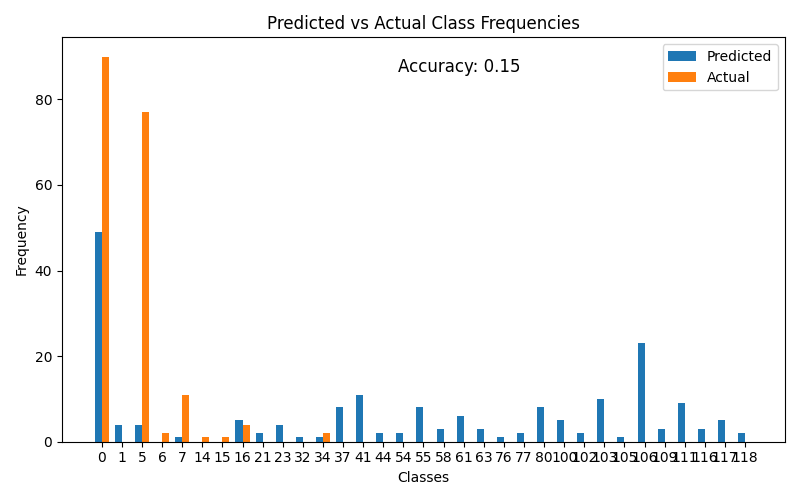 Predicted vs Actual Class Frequencies
Accuracy: 0.15
Predicted
Actual
80
60
40
20
0
Frequency
0 1 5 6 7 14 15 16 21 23 32 34 37 41 44 54 55 58 61 63 76 77 80 100 102 103 105 106 109 111 116 117 118
Classes